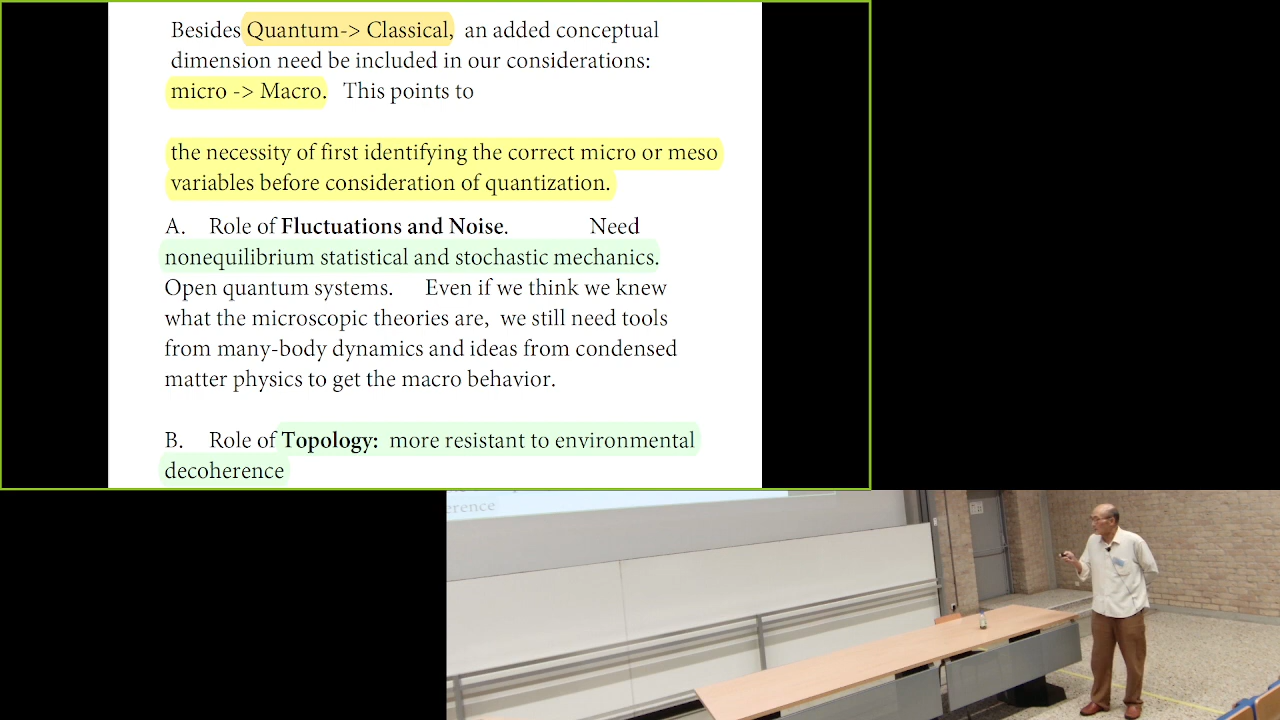 Besides Quantum-> Classical, an added conceptual
dimension need be included in our considerations:
micro -> Macro. This points to
the necessity of first identifying the correct micro or meso
variables before consideration of quantization.
A. Role of Fluctuations and Noise. Need
nonequilibrium statistical and stochastic mechanics.
Open quantum systems. Even if we think we knew
what the microscopic theories are, we still need tools
from many-body dynamics and ideas from condensed
matter physics to get the macro behavior.
B. Role of Topology: more resistant to environmental
decoherence
erence